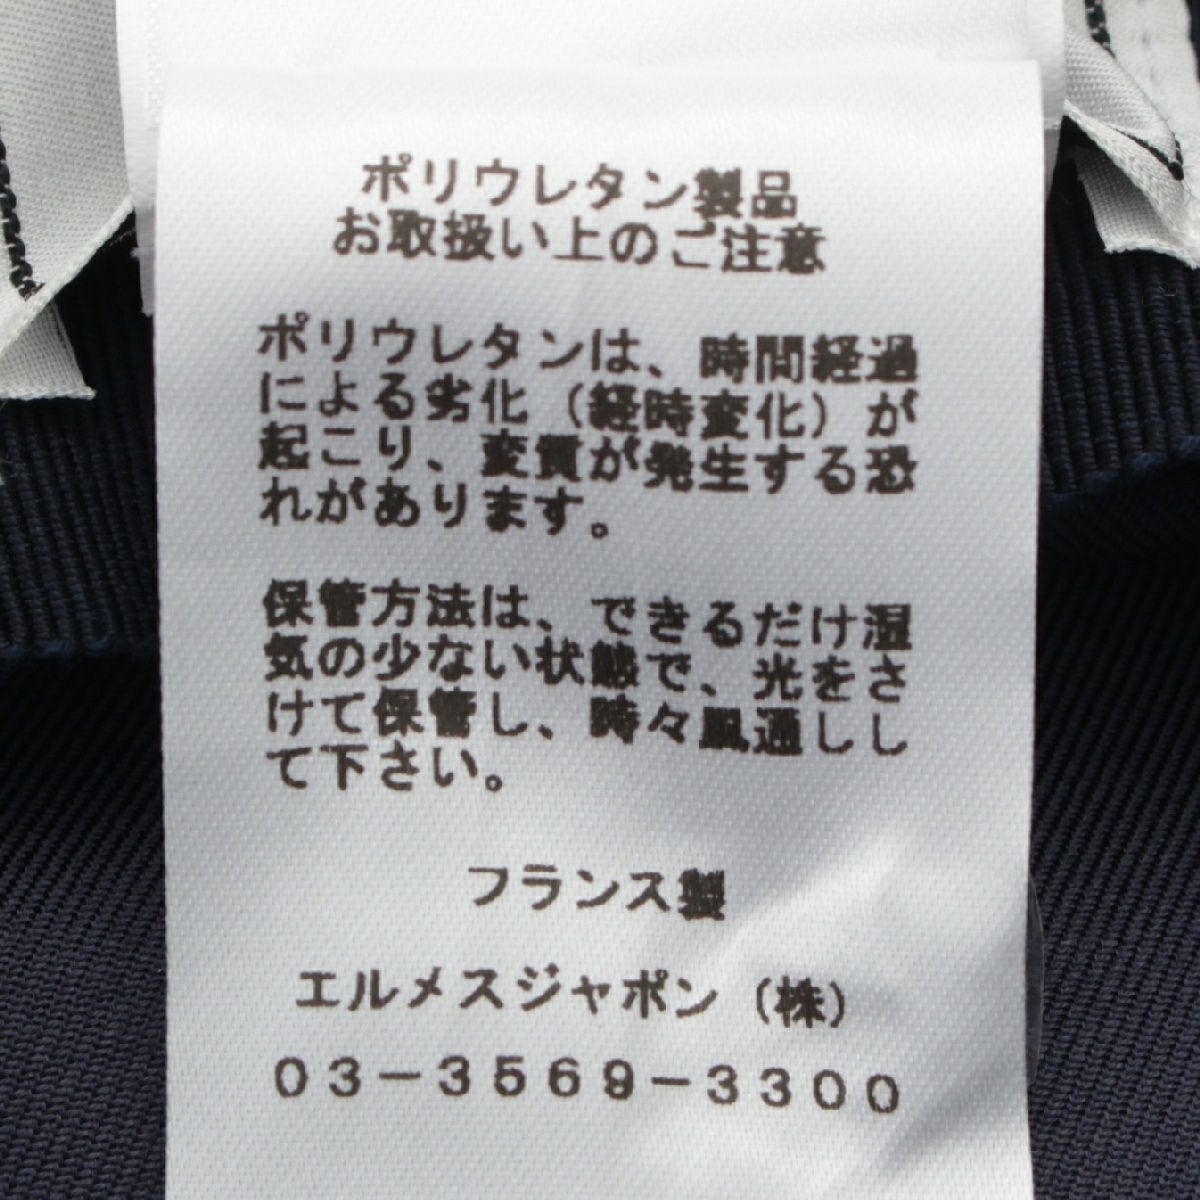 ポリウレタン製品
お取扱い上のご注意
ポリウレタンは、時間経過
による劣化（経時変化）が
起こり、変質が発生する恐
れがあります。
保管方法は、できるだけ湿
気の少ない状態で、光をさ
けて保管し、時々風通しし
て下さい。
フランス製
エルメスジャポン（株）
03-3569-3300